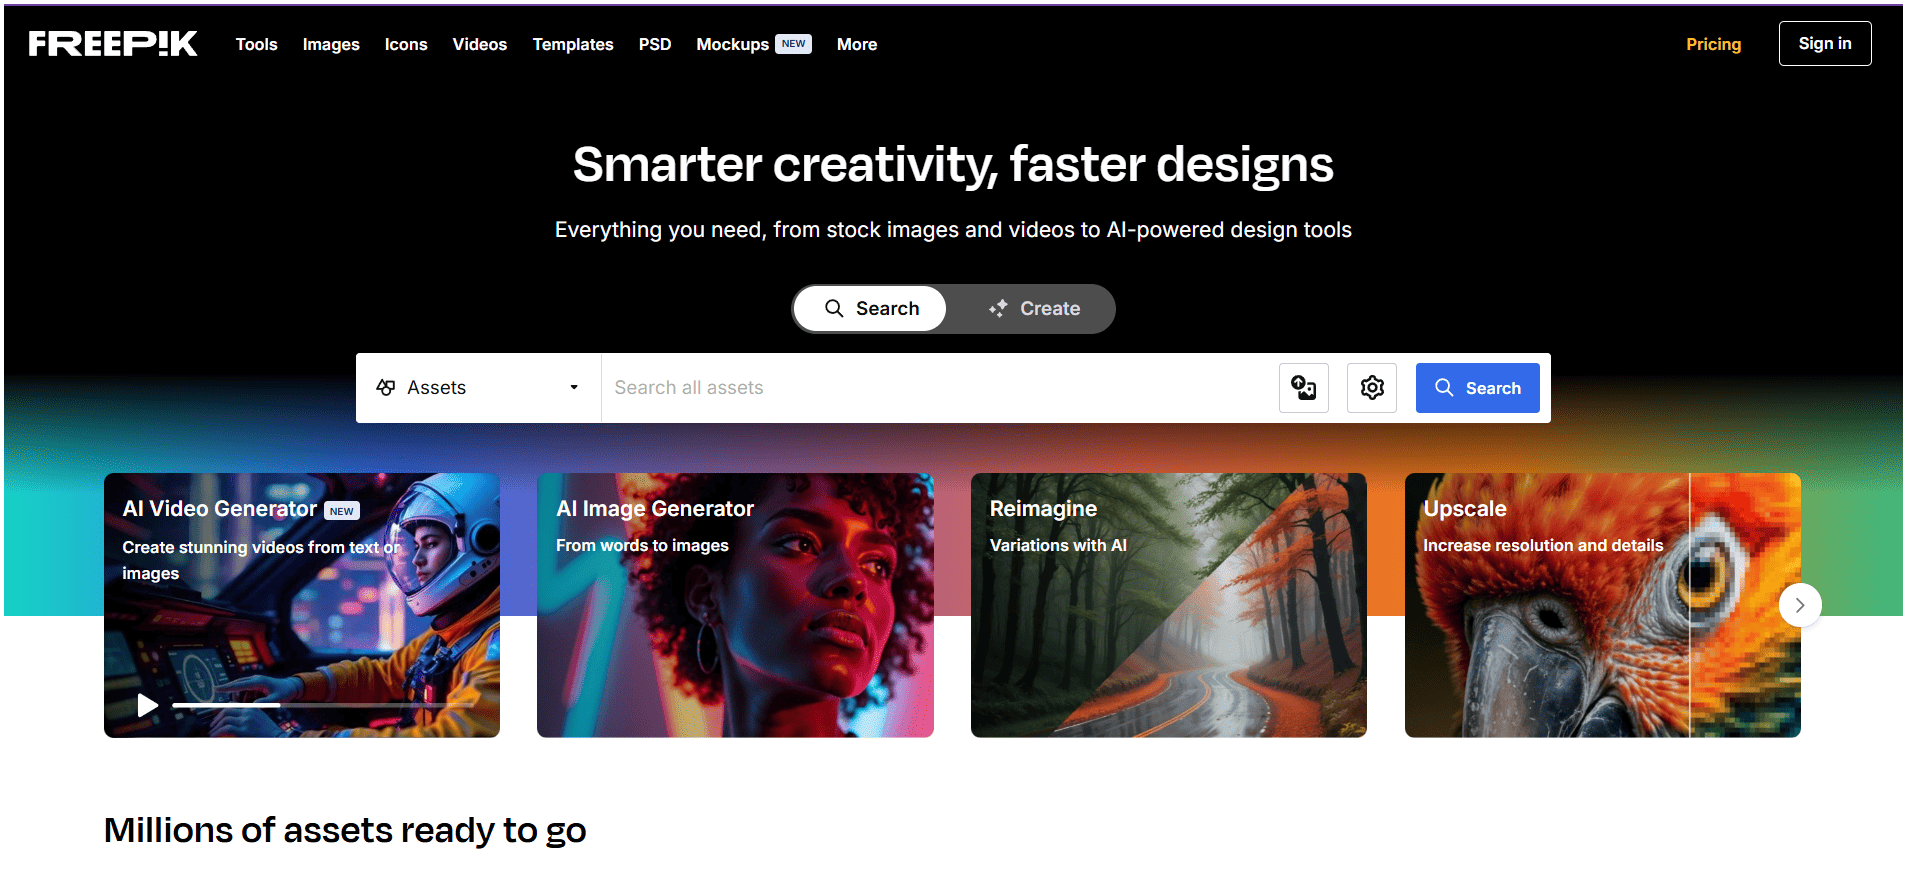 FREEPIK
Tools Images Icons Videos Templates PSD Mockups NEW More
Pricing
Sign in
Smarter creativity, faster designs
Everything you need, from stock images and videos to AI-powered design tools
Search
Create
Assets
Search all assets
Search
AI Video Generator NEW
Create stunning videos from text or
images
AI Image Generator
From words to images
Reimagine
Variations with AI
Upscale
Increase resolution and details
Millions of assets ready to go